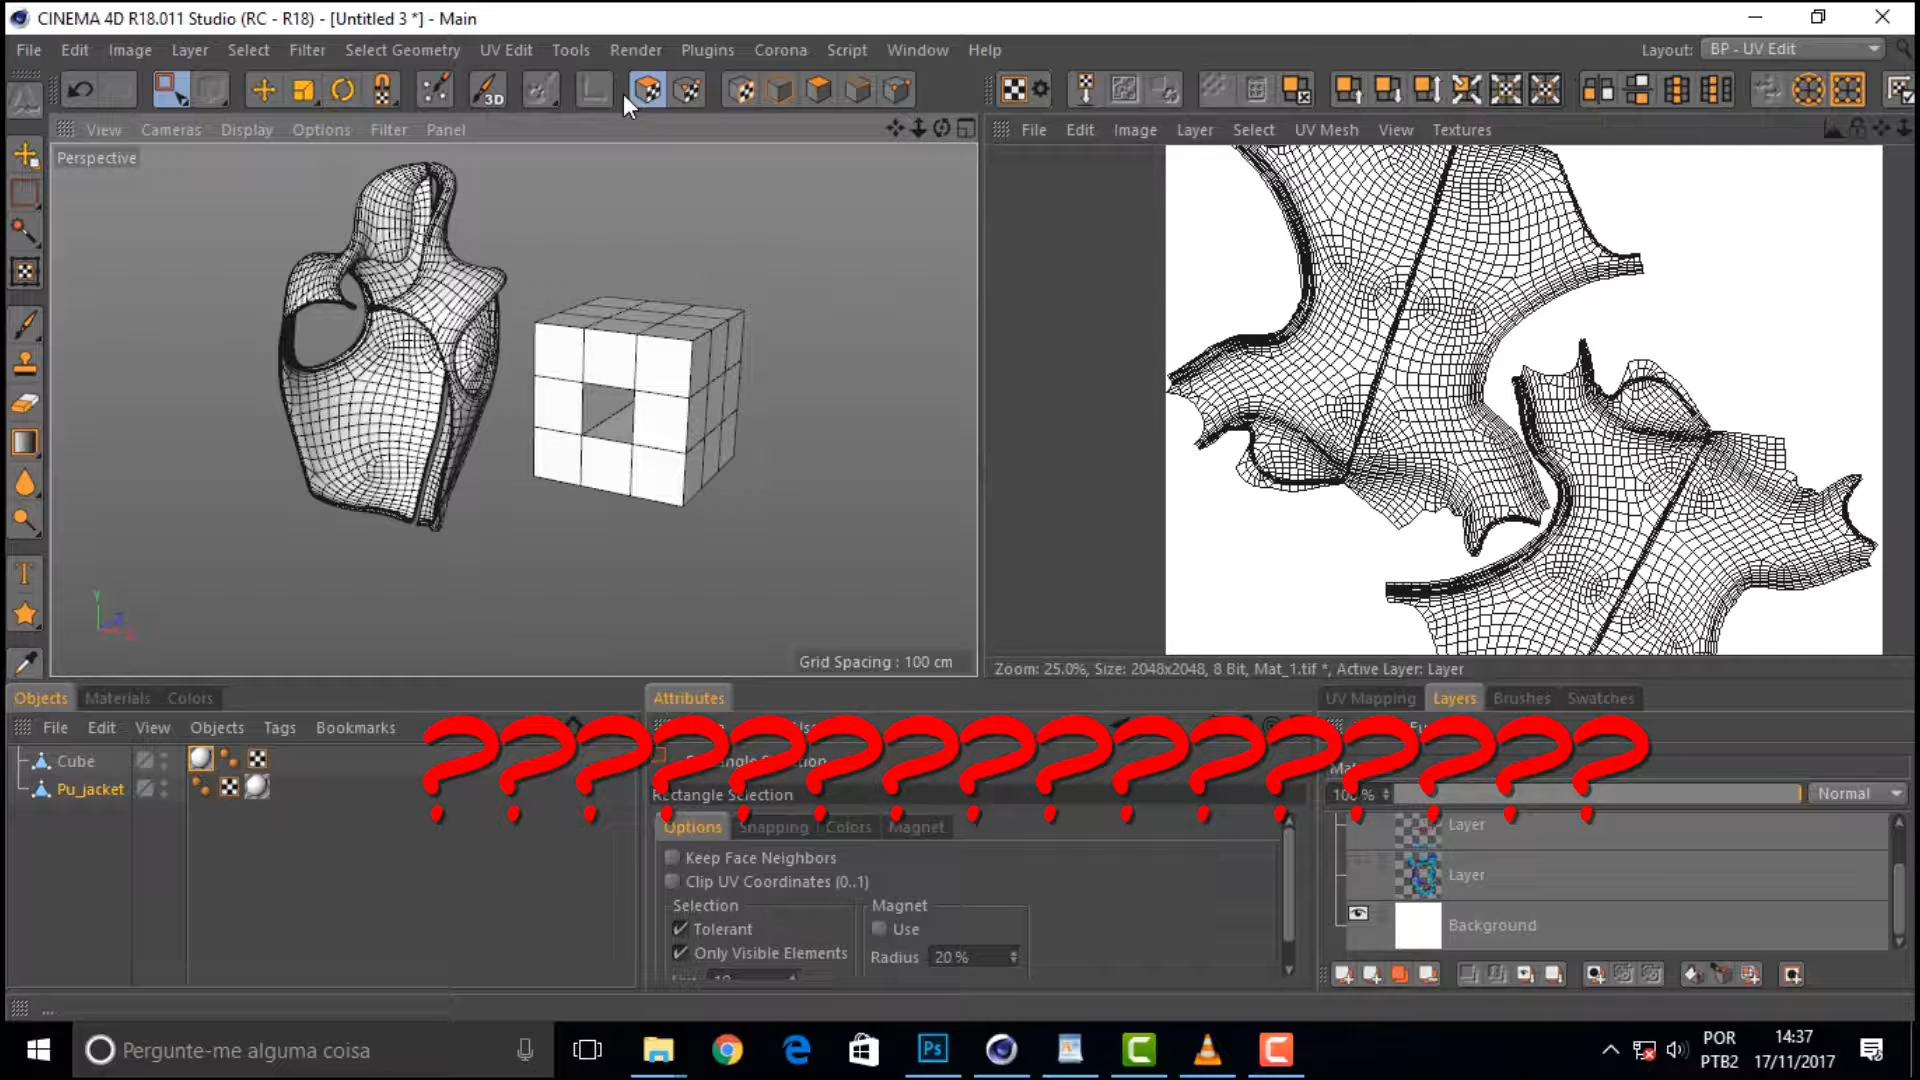 CINEMA 4D R18.011 Studio (RC - R18) - [Untitled 3 *] - Main
File Edit Image Layer Select Filter Select Geometry UV Edit Tools Render Plugins Corona Script Window Help
Layout: BP - UV Edit
3D
View Cameras Display Options Filter Panel
File Edit Image Layer Select UV Mesh View Textures
Perspective
Y
Z
X
Grid Spacing : 100 cm
Zoom: 25.0%, Size: 2048x2048, 8 Bit, Mat_1.tif *, Active Layer: Layer
Objects Materials Colors
Attributes
UV Mapping Layers Brushes Swatches
File Edit View Objects Tags Bookmarks
????????????????
Cube
Pu_jacket
Rectangle Selection
Rectangle Selection
Options Snapping Colors Magnet
Keep Face Neighbors
Clip UV Coordinates (0..1)
Selection
Tolerant
Only Visible Elements
Magnet
Use
Radius 20 %
100 % Normal
Layer
Layer
Background
...
Pergunte-me alguma coisa
Ps
POR
PTB2
14:37
17/11/2017